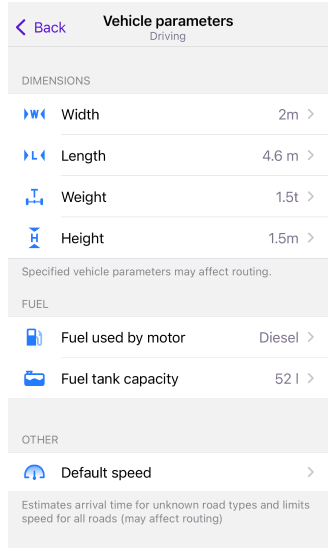 Back
Vehicle parameters
Driving
DIMENSIONS
W Width 2m
L Length 4.6 m
T Weight 1.5t
H Height 1.5m
Specified vehicle parameters may affect routing.
FUEL
Fuel used by motor Diesel
Fuel tank capacity 52 l
OTHER
Default speed
Estimates arrival time for unknown road types and limits
speed for all roads (may affect routing)